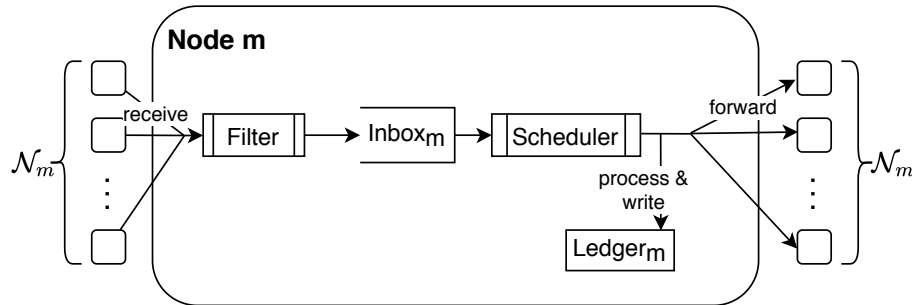 Node m
receive
forward
Filter
Inboxₘ
Scheduler
𝒩ₘ
𝒩ₘ
⋮
⋮
process &
write
Ledgerₘ